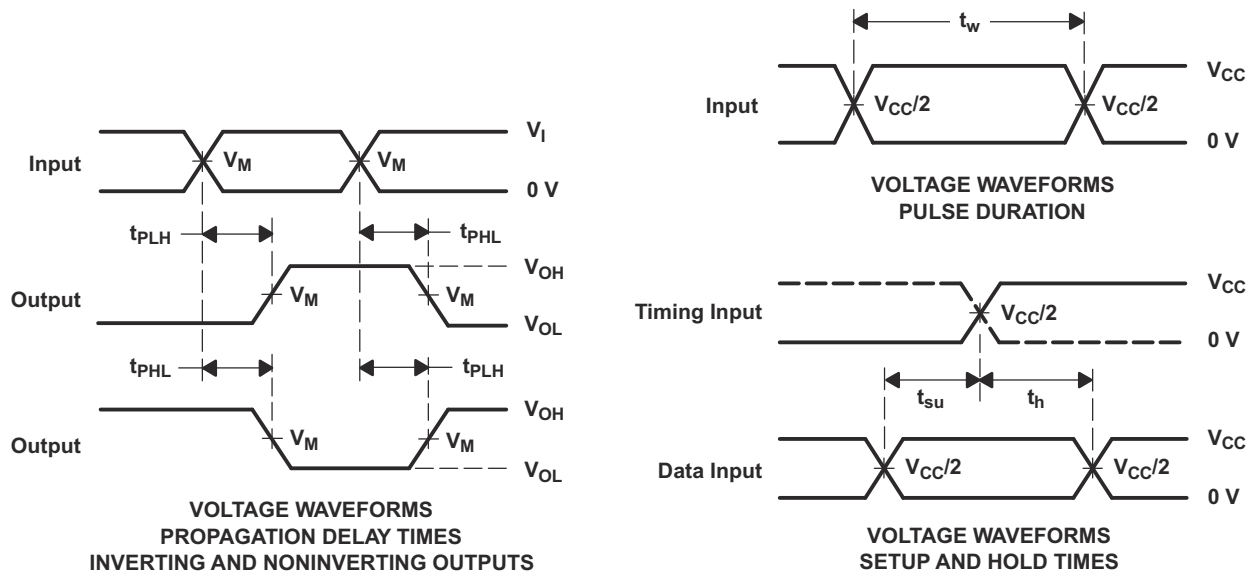 V_I
Input
V_M
V_M
0 V
t_PLH
t_PHL
V_OH
Output
V_M
V_M
V_OL
t_PHL
t_PLH
V_OH
Output
V_M
V_M
V_OL
VOLTAGE WAVEFORMS
PROPAGATION DELAY TIMES
INVERTING AND NONINVERTING OUTPUTS
t_w
V_CC
Input
V_CC/2
V_CC/2
0 V
VOLTAGE WAVEFORMS
PULSE DURATION
V_CC
Timing Input
V_CC/2
0 V
t_su
t_h
V_CC
Data Input
V_CC/2
V_CC/2
0 V
VOLTAGE WAVEFORMS
SETUP AND HOLD TIMES